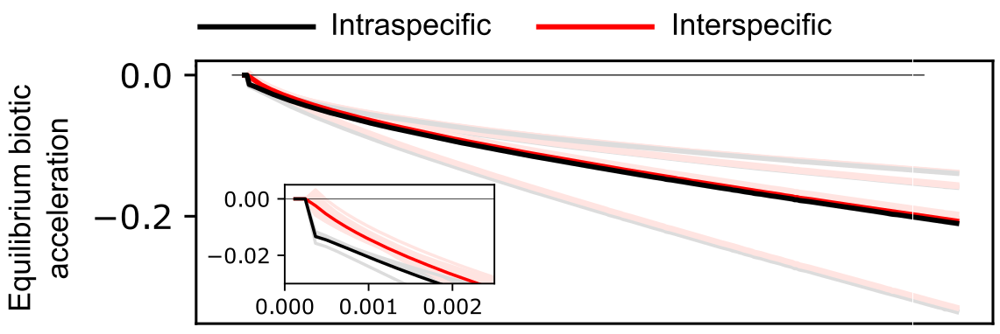 Intraspecific Interspecific
Equilibrium biotic
acceleration
0.0
−0.2
0.00
−0.02
0.000 0.001 0.002